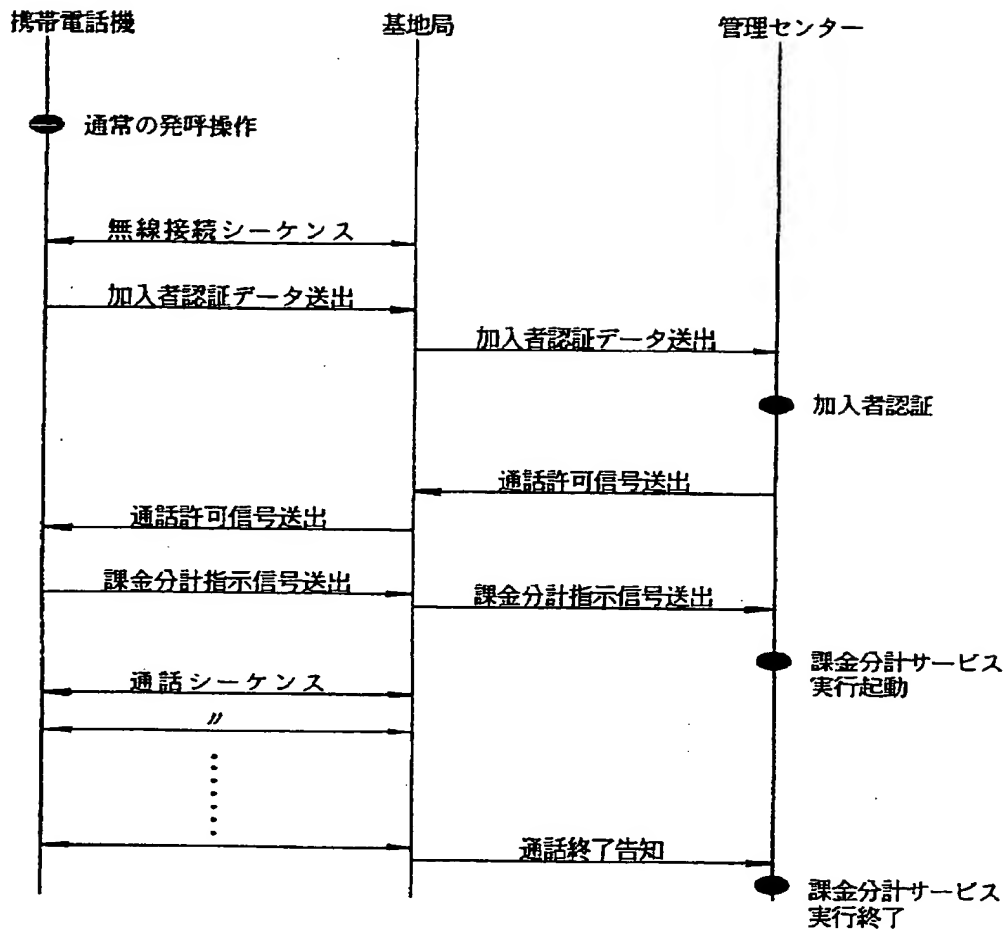 携帯電話機
基地局
管理センター
通常の発呼操作
無線接続シーケンス
加入者認証データ送出
加入者認証データ送出
加入者認証
通話許可信号送出
通話許可信号送出
課金分計指示信号送出
課金分計指示信号送出
課金分計サービス
実行起動
通話シーケンス
〃
通話終了告知
課金分計サービス
実行終了